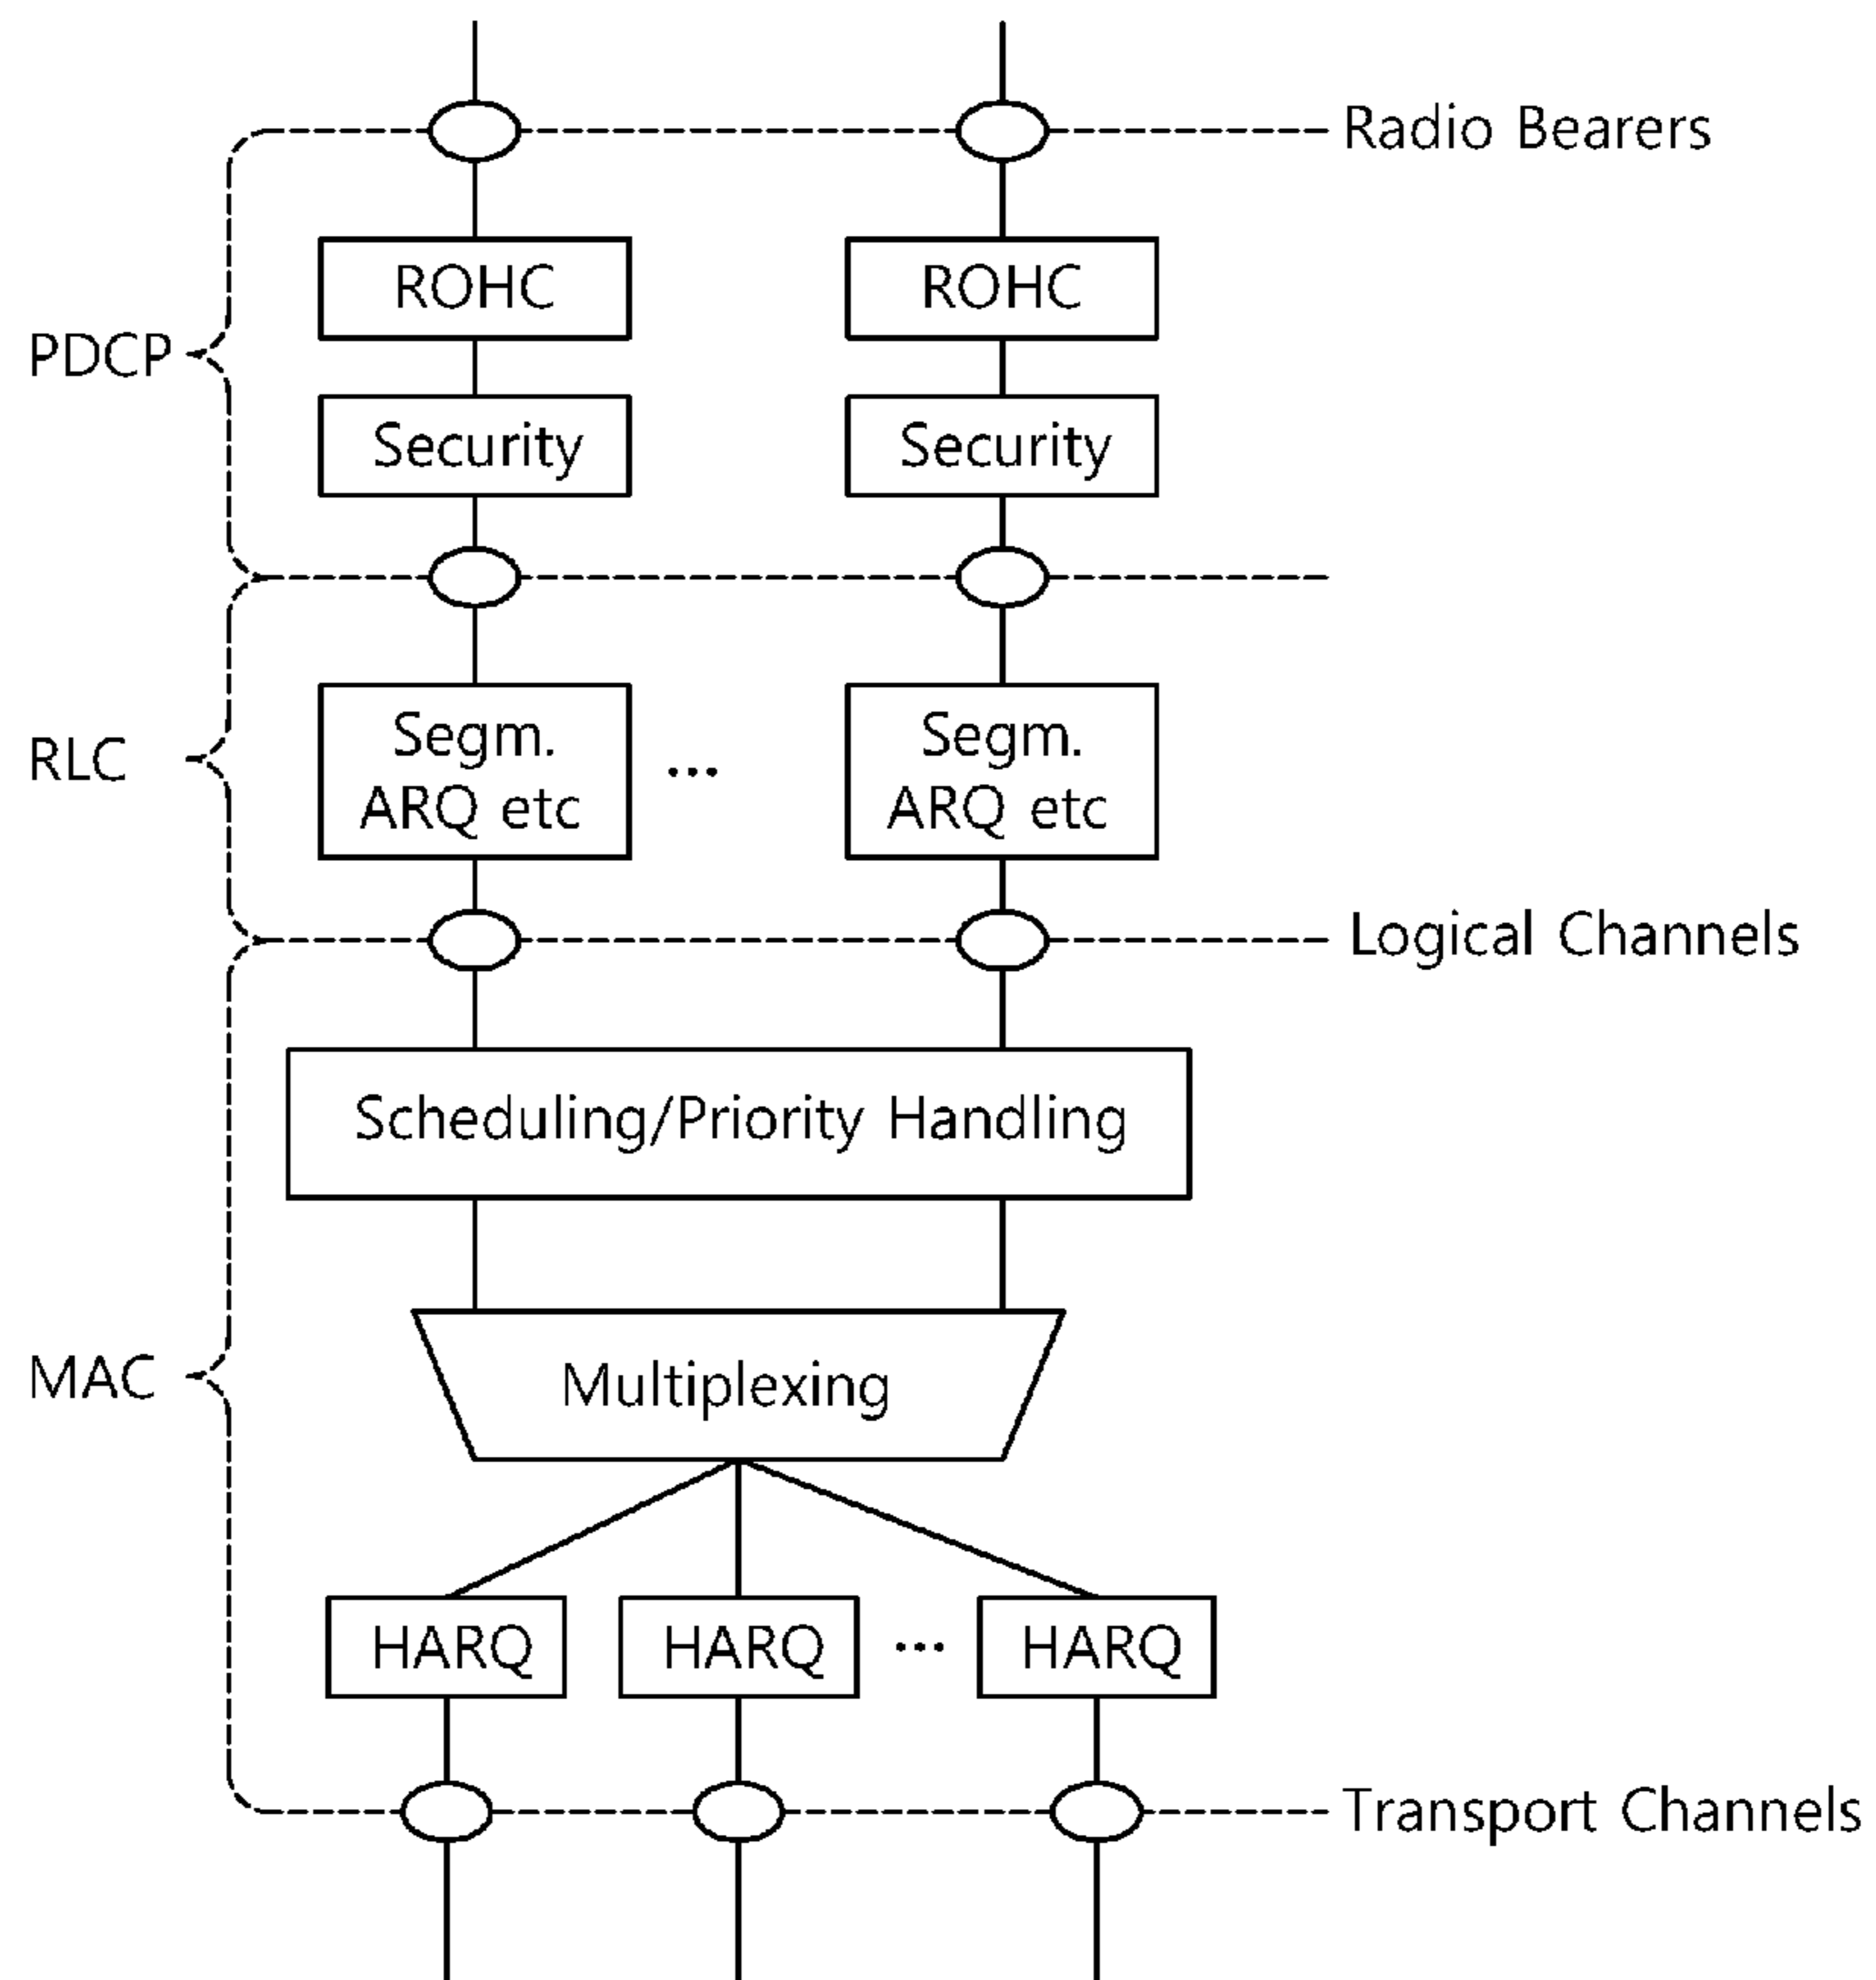 Radio Bearers
ROHC
ROHC
PDCP
Security
Security
Segm.
ARQ etc
...
Segm.
ARQ etc
RLC
Logical Channels
Scheduling/Priority Handling
MAC
Multiplexing
HARQ
HARQ
...
HARQ
Transport Channels